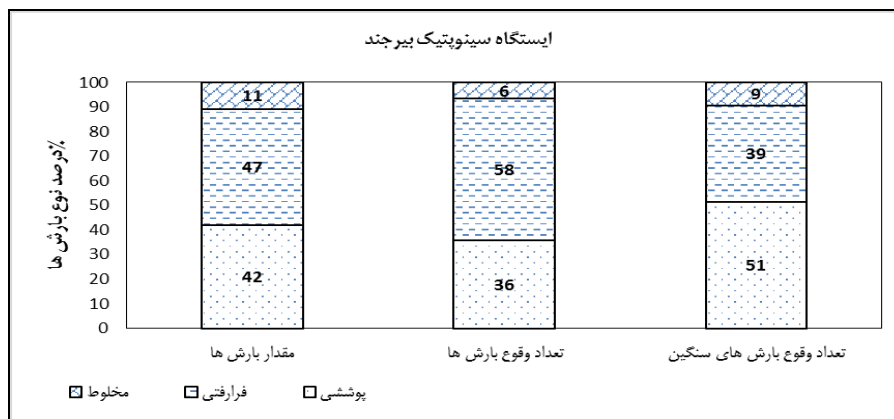 ایستگاه سینوپتیک بیرجند
درصد نوع بارش ها%
100
90
80
70
60
50
40
30
20
10
0
11
47
42
6
58
36
9
39
51
مقدار بارش ها
تعداد وقوع بارش ها
تعداد وقوع بارش های سنگین
مخلوط
فرارفتی
پوششی